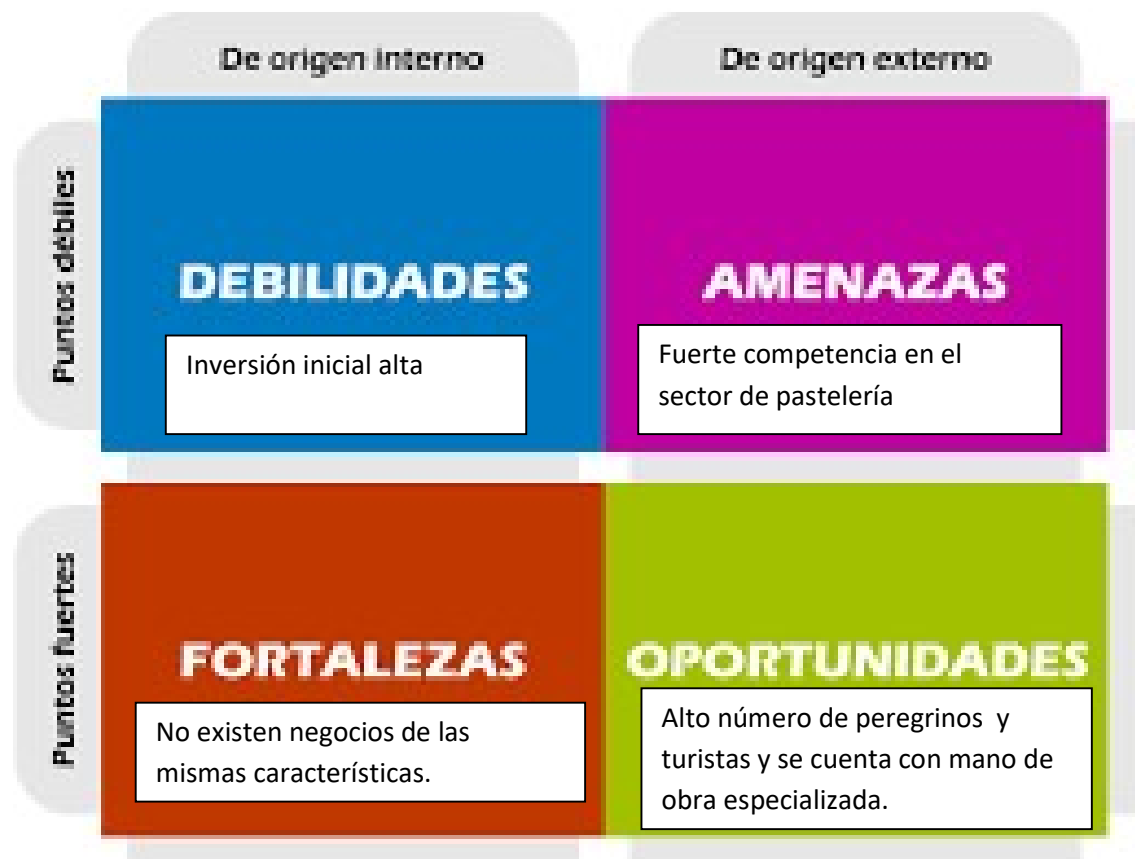 De origen interno
De origen externo
Puntos débiles
DEBILIDADES
Inversión inicial alta
AMENAZAS
Fuerte competencia en el
sector de pastelería
Puntos fuertes
FORTALEZAS
No existen negocios de las
mismas características.
OPORTUNIDADES
Alto número de peregrinos y
turistas y se cuenta con mano de
obra especializada.